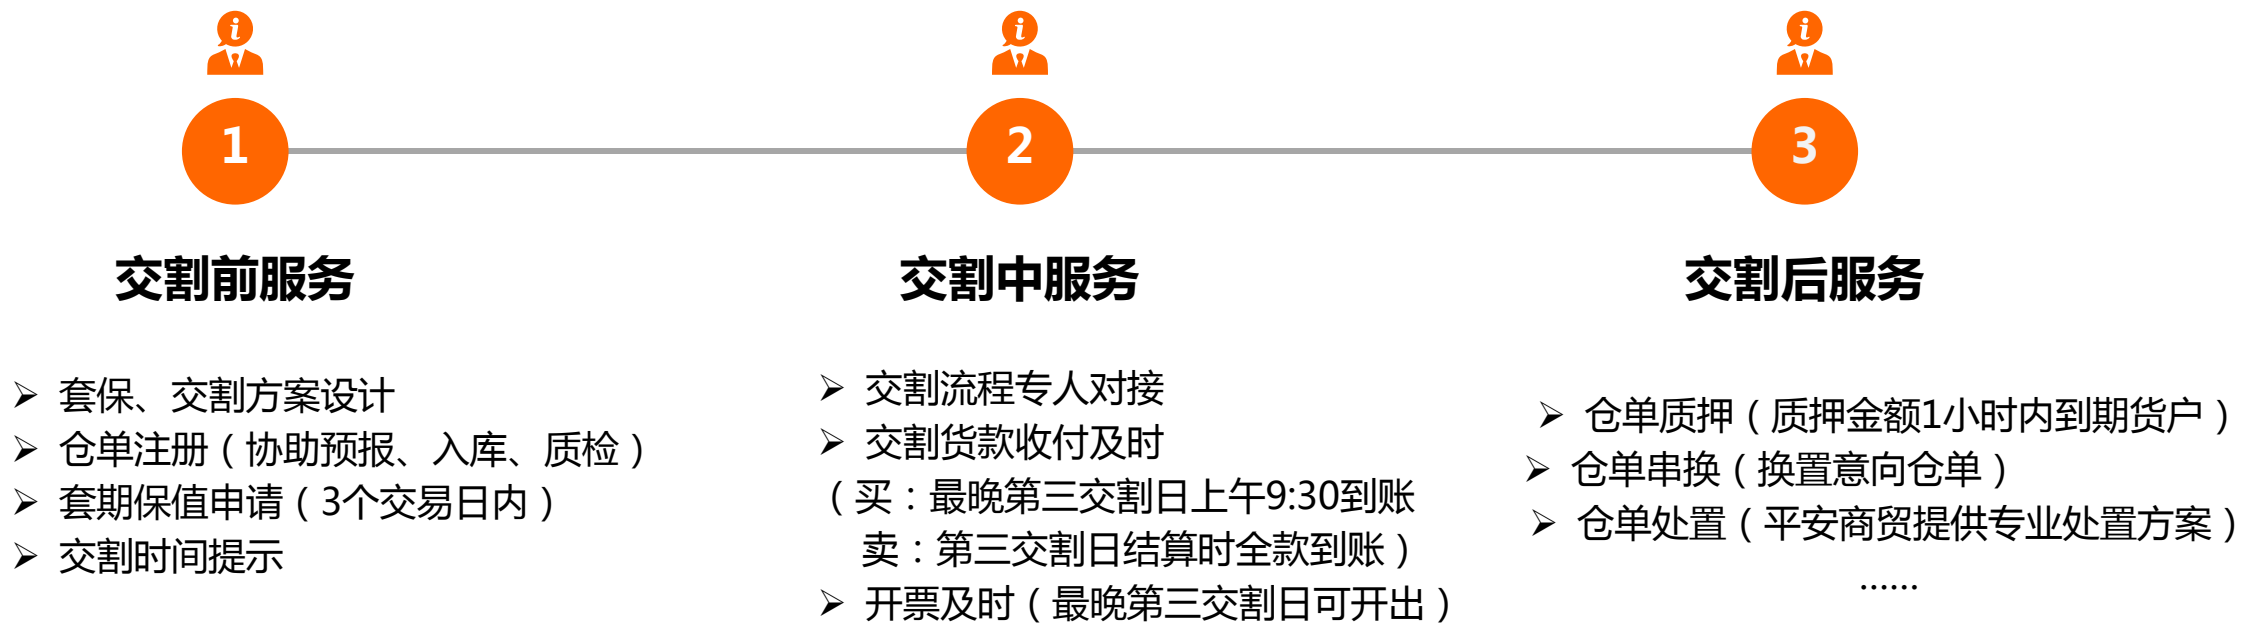 1
交割前服务
套保、交割方案设计
仓单注册（协助预报、入库、质检）
套期保值申请（3个交易日内）
交割时间提示
2
交割中服务
交割流程专人对接
交割货款收付及时
（买：最晚第三交割日上午9:30到账
卖：第三交割日结算时全款到账）
开票及时（最晚第三交割日可开出）
3
交割后服务
仓单质押（质押金额1小时内到期货户）
仓单串换（换置意向仓单）
仓单处置（平安商贸提供专业处置方案）
......